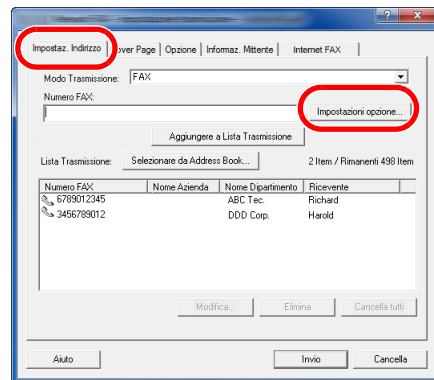 Impostaz. Indirizzo over Page Opzione Informaz. Mittente Internet FAX
Modo Trasmissione: FAX
Numero FAX:
Impostazioni opzione...
Aggiungere a Lista Trasmissione
Lista Trasmissione: Selezionare da Address Book... 2 Item / Rimanenti 498 Item
Numero FAX Nome Azienda Nome Dipartimento Ricevente
6789012345 ABC Tec. Richard
3456789012 DDD Corp. Harold
Modifica... Elimina Cancella tutti
Aiuto Invio Cancella